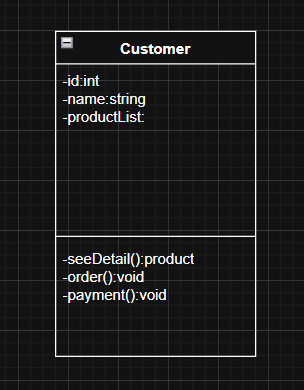 Customer
-id:int
-name:string
-productList:
-seeDetail():product
-order():void
-payment():void